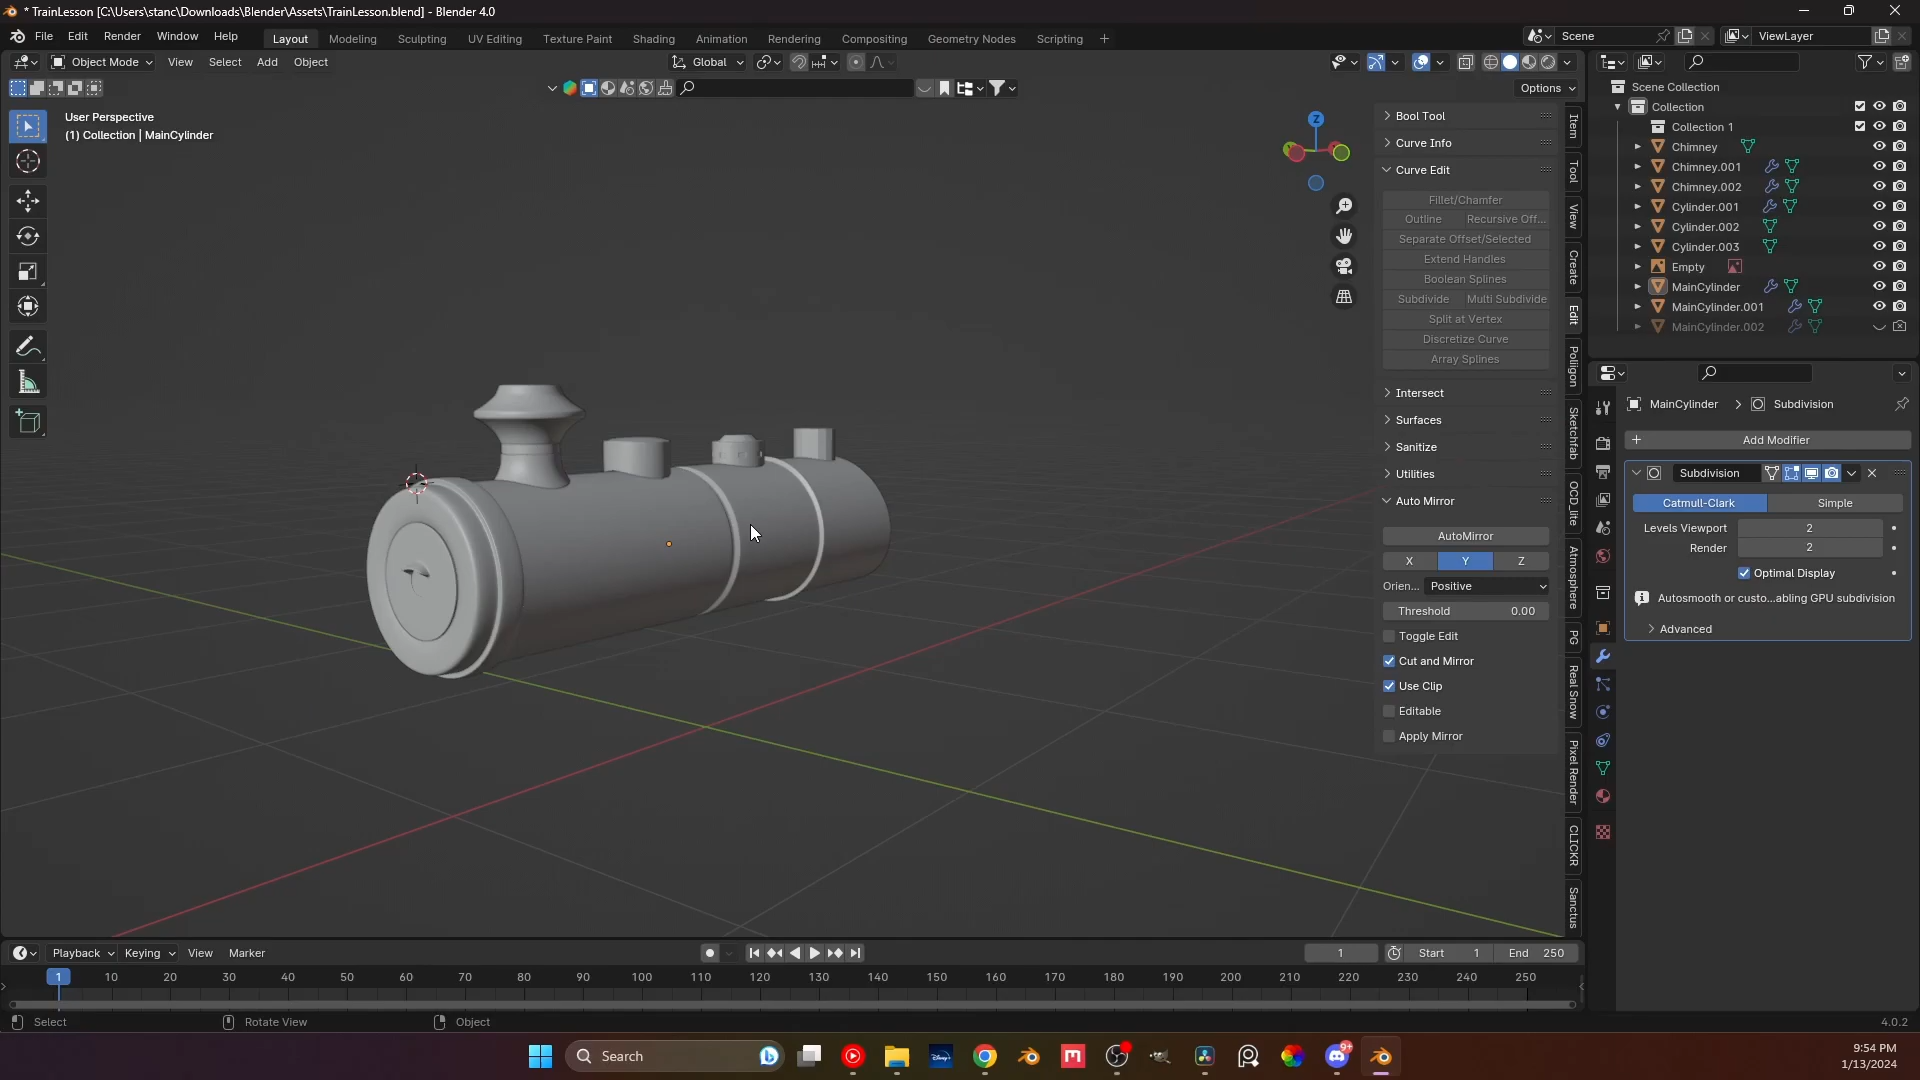 * TrainLesson [C:\Users\stanc\Downloads\Blender\Assets\TrainLesson.blend] - Blender 4.0
File Edit Render Window Help Layout Modeling Sculpting UV Editing Texture Paint Shading Animation Rendering Compositing Geometry Nodes Scripting + Scene ViewLayer
Object Mode View Select Add Object Global
Options
User Perspective
(1) Collection | MainCylinder
Z
Bool Tool
Curve Info
Curve Edit
Fillet/Chamfer
Outline Recursive Off...
Separate Offset/Selected
Extend Handles
Boolean Splines
Subdivide Multi Subdivide
Split at Vertex
Discretize Curve
Array Splines
Intersect
Surfaces
Sanitize
Utilities
Auto Mirror
AutoMirror
X Y Z
Orien... Positive
Threshold 0.00
Toggle Edit
Cut and Mirror
Use Clip
Editable
Apply Mirror
Item
Tool
View
Create
Edit
Poliigon
Sketchfab
OCD_lite
Atmosphere
PG
Real Snow
Pixel Render
CLICKR
Sanctus
Scene Collection
Collection
Collection 1
Chimney
Chimney.001
Chimney.002
Cylinder.001
Cylinder.002
Cylinder.003
Empty
MainCylinder
MainCylinder.001
MainCylinder.002
MainCylinder > Subdivision
+ Add Modifier
Subdivision
Catmull-Clark Simple
Levels Viewport 2
Render 2
Optimal Display
Autosmooth or custo...abling GPU subdivision
Advanced
Playback Keying View Marker 1 Start 1 End 250
1 10 20 30 40 50 60 70 80 90 100 110 120 130 140 150 160 170 180 190 200 210 220 230 240 250
Select Rotate View Object 4.0.2
Search Disney+ 9+
9:54 PM
1/13/2024